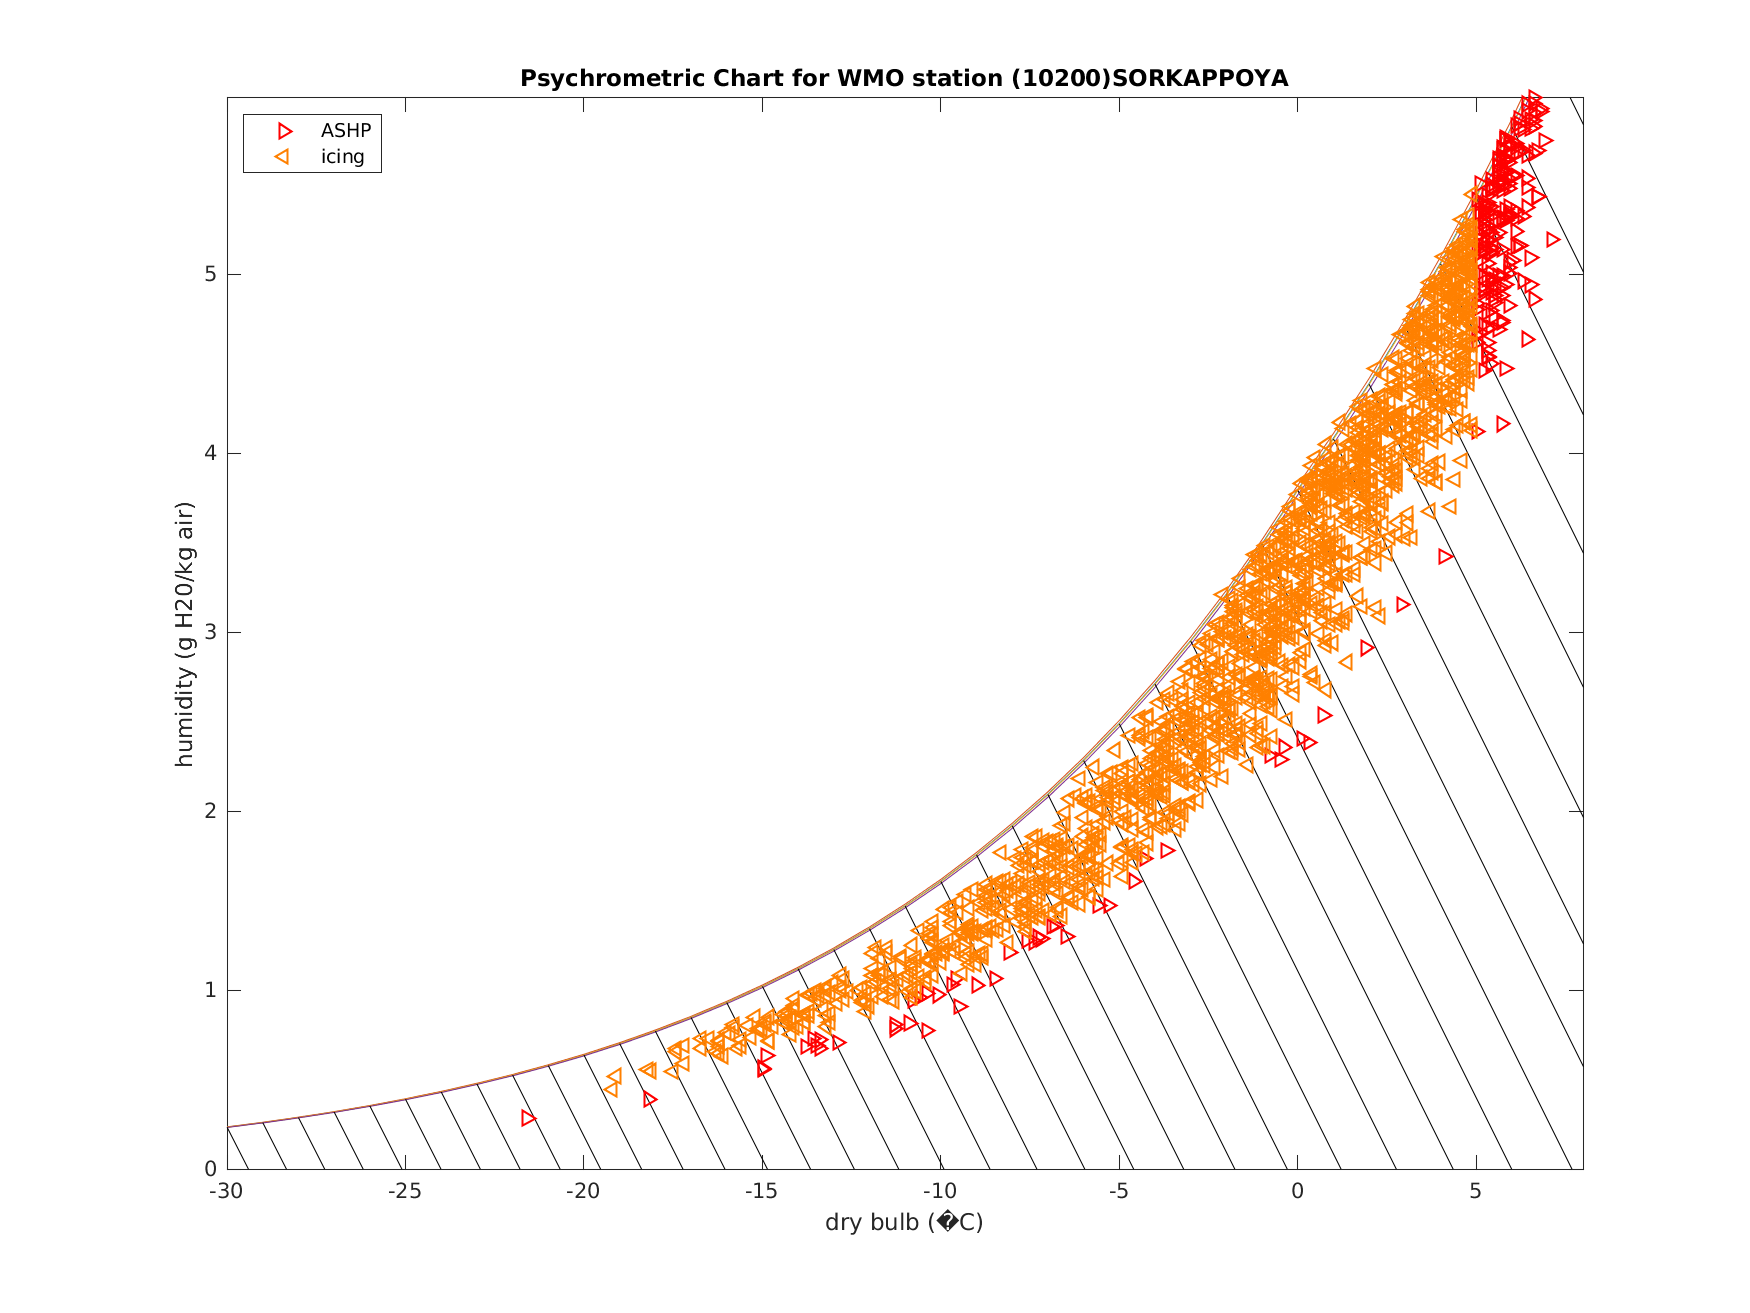 Psychrometric Chart for WMO station (10200)SORKAPPOYA
ASHP
icing
humidity (g H20/kg air)
5
4
3
2
1
0
-30 -25 -20 -15 -10 -5 0 5
dry bulb (�C)